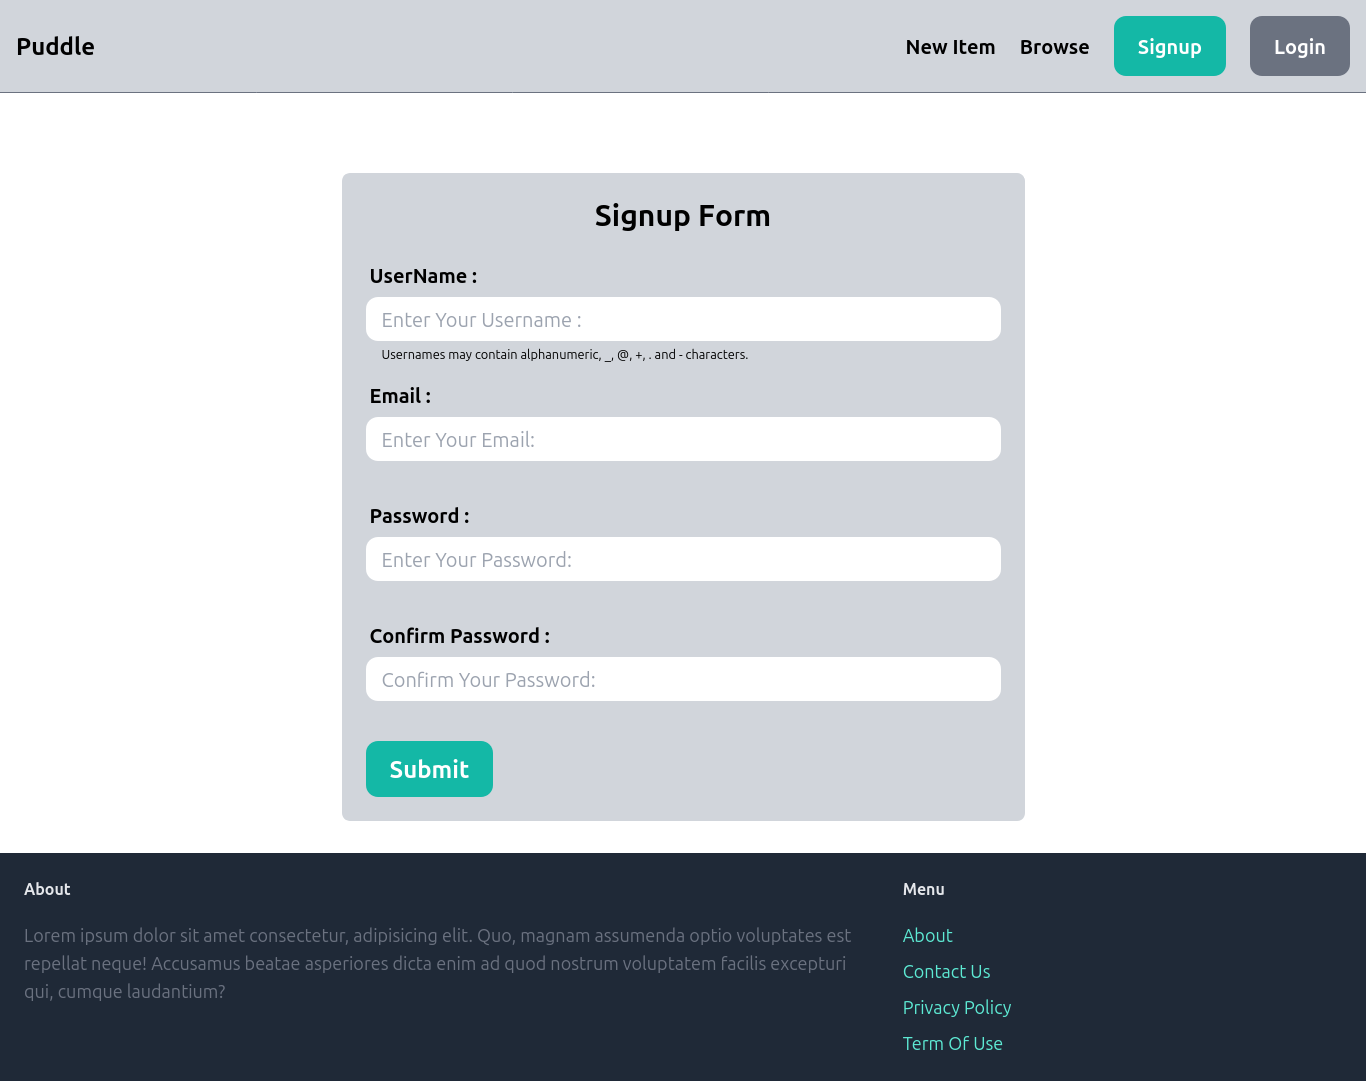 Puddle
New Item
Browse
Signup
Login
Signup Form
UserName :
Enter Your Username :
Usernames may contain alphanumeric, _, @, +, . and - characters.
Email :
Enter Your Email:
Password :
Enter Your Password:
Confirm Password :
Confirm Your Password:
Submit
About
Lorem ipsum dolor sit amet consectetur, adipisicing elit. Quo, magnam assumenda optio voluptates est
repellat neque! Accusamus beatae asperiores dicta enim ad quod nostrum voluptatem facilis excepturi
qui, cumque laudantium?
Menu
About
Contact Us
Privacy Policy
Term Of Use